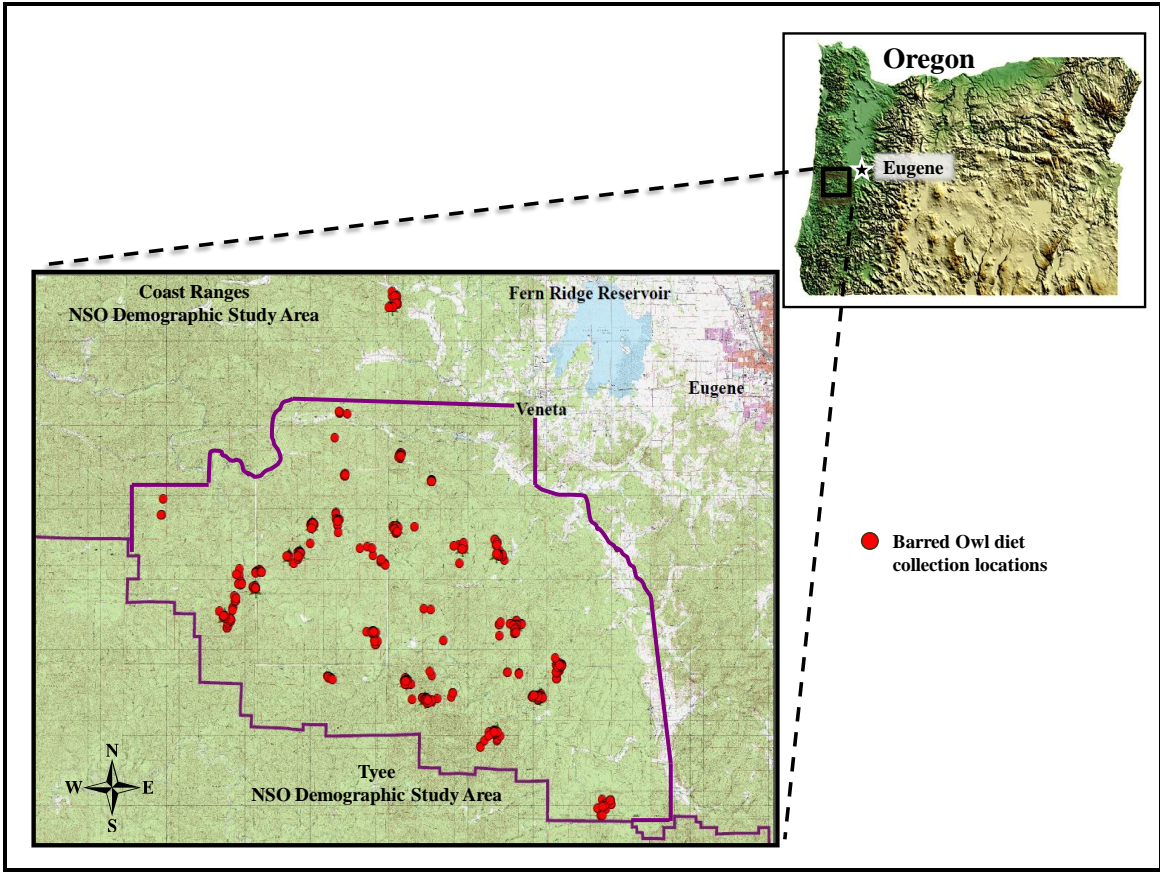 Oregon
Eugene
Coast Ranges
NSO Demographic Study Area
Fern Ridge Reservoir
Eugene
Veneta
Barred Owl diet
collection locations
Tyee
NSO Demographic Study Area
N
W
E
S